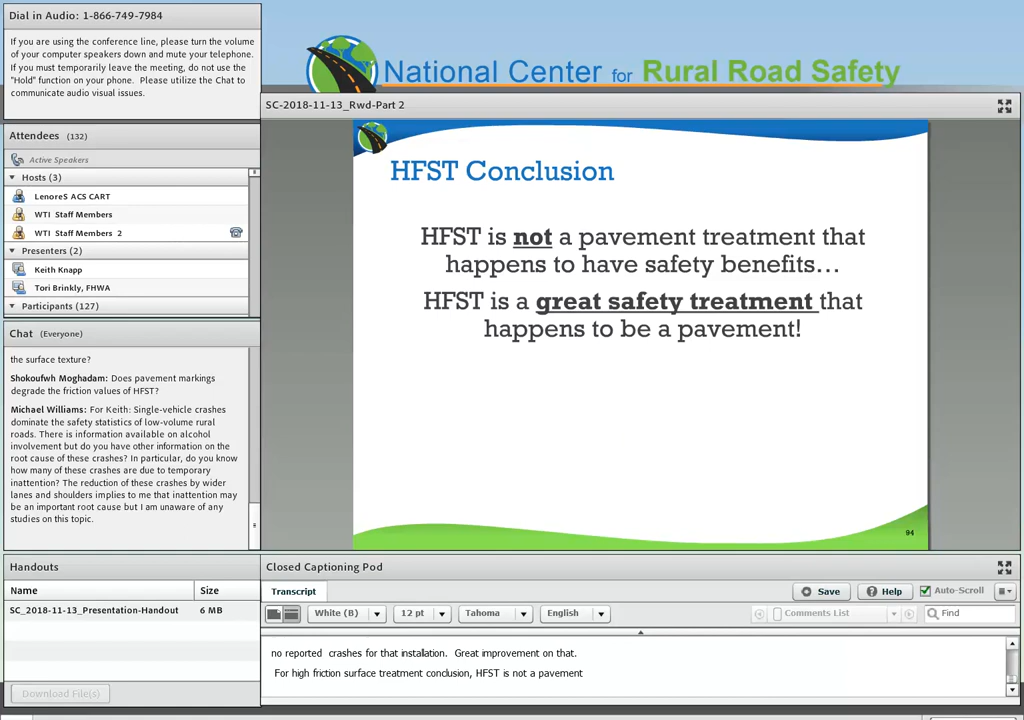 Dial in Audio: 1-866-749-7984
If you are using the conference line, please turn the volume
of your computer speakers down and mute your telephone.
If you must temporarily leave the meeting, do not use the
"Hold" function on your phone.  Please utilize the Chat to
communicate audio visual issues.
National Center for Rural Road Safety
SC-2018-11-13_Rwd-Part 2
Attendees (132)
Active Speakers
Hosts (3)
LenoreS ACS CART
WTI Staff Members
WTI Staff Members 2
Presenters (2)
Keith Knapp
Tori Brinkly, FHWA
Participants (127)
HFST Conclusion
HFST is not a pavement treatment that
happens to have safety benefits…
HFST is a great safety treatment that
happens to be a pavement!
94
Chat (Everyone)
the surface texture?
Shokoufwh Moghadam: Does pavement markings
degrade the friction values of HFST?
Michael Williams: For Keith: Single-vehicle crashes
dominate the safety statistics of low-volume rural
roads. There is information available on alcohol
involvement but do you have other information on the
root cause of these crashes? In particular, do you know
how many of these crashes are due to temporary
inattention? The reduction of these crashes by wider
lanes and shoulders implies to me that inattention may
be an important root cause but I am unaware of any
studies on this topic.
Handouts
Name Size
SC_2018-11-13_Presentation-Handout 6 MB
Download File(s)
Closed Captioning Pod
Transcript
Save
Help
Auto-Scroll
White (B)
12 pt
Tahoma
English
Comments List
Find
no reported crashes for that installation. Great improvement on that.
For high friction surface treatment conclusion, HFST is not a pavement